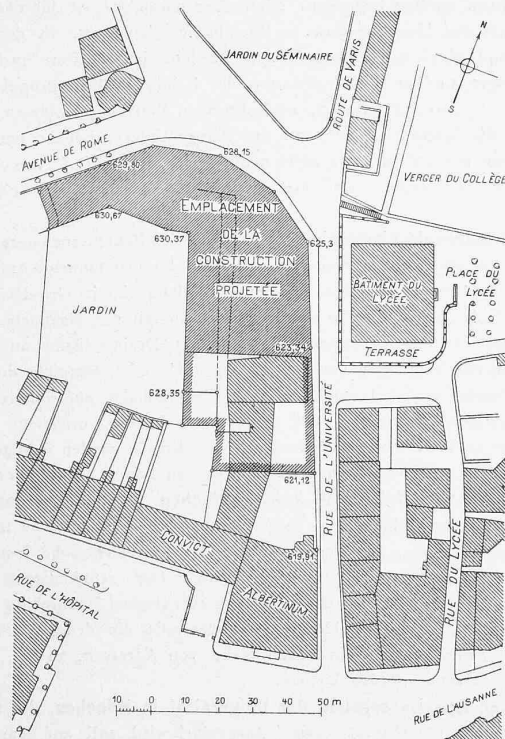 JARDIN DU SÉMINAIRE
ROUTE DE VARIS
N
S
AVENUE DE ROME
628,15
629,80
VERGER DU COLLÈGE
630,67
EMPLACEMENT
630,37
DE LA
625,3
CONSTRUCTION
PROJETÉE
BÂTIMENT DU
LYCÉE
PLACE DU
LYCÉE
JARDIN
TERRASSE
623,34
628,35
RUE DE L'UNIVERSITÉ
621,12
CONVICT
619,91
ALBERTINUM
RUE DU LYCÉE
RUE DE L'HÔPITAL
10 0 10 20 30 40 50 m
RUE DE LAUSANNE